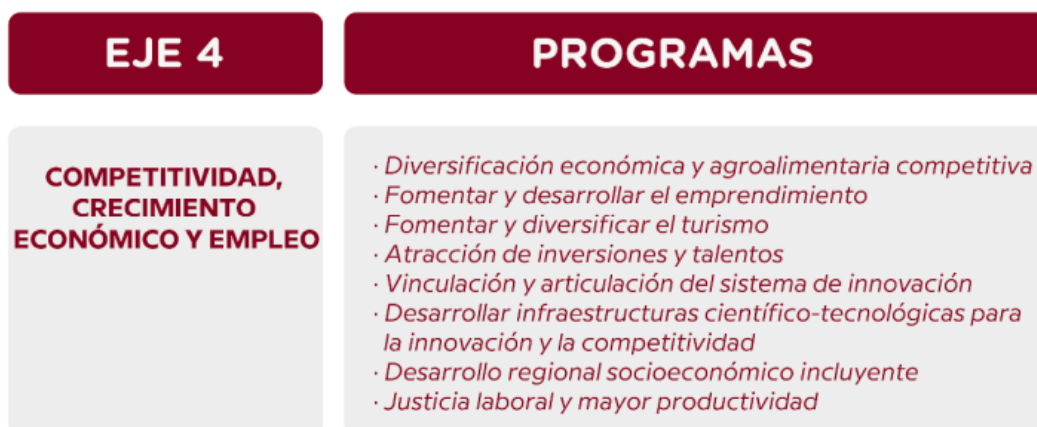 EJE 4
PROGRAMAS
COMPETITIVIDAD,
CRECIMIENTO
ECONÓMICO Y EMPLEO
· Diversificación económica y agroalimentaria competitiva
· Fomentar y desarrollar el emprendimiento
· Fomentar y diversificar el turismo
· Atracción de inversiones y talentos
· Vinculación y articulación del sistema de innovación
· Desarrollar infraestructuras científico-tecnológicas para
la innovación y la competitividad
· Desarrollo regional socioeconómico incluyente
· Justicia laboral y mayor productividad